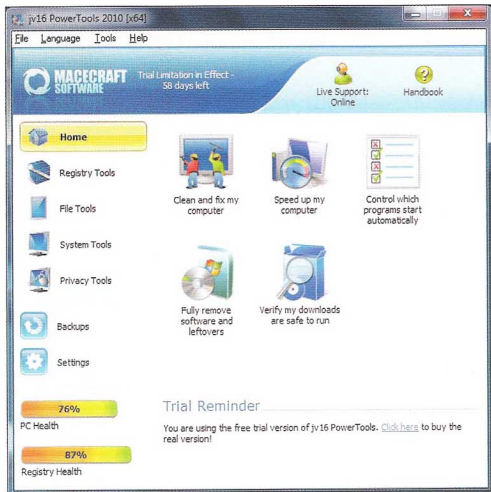 jv16 PowerTools 2010 [x64]
File Language Tools Help
MACECRAFT
SOFTWARE
Trial Limitation in Effect -
58 days left
Live Support:
Online
Handbook
Home
Registry Tools
File Tools
System Tools
Privacy Tools
Backups
Settings
Clean and fix my
computer
Speed up my
computer
Control which
programs start
automatically
Fully remove
software and
leftovers
Verify my downloads
are safe to run
76%
PC Health
87%
Registry Health
Trial Reminder
You are using the free trial version of jv16 PowerTools. Click here to buy the
real version!